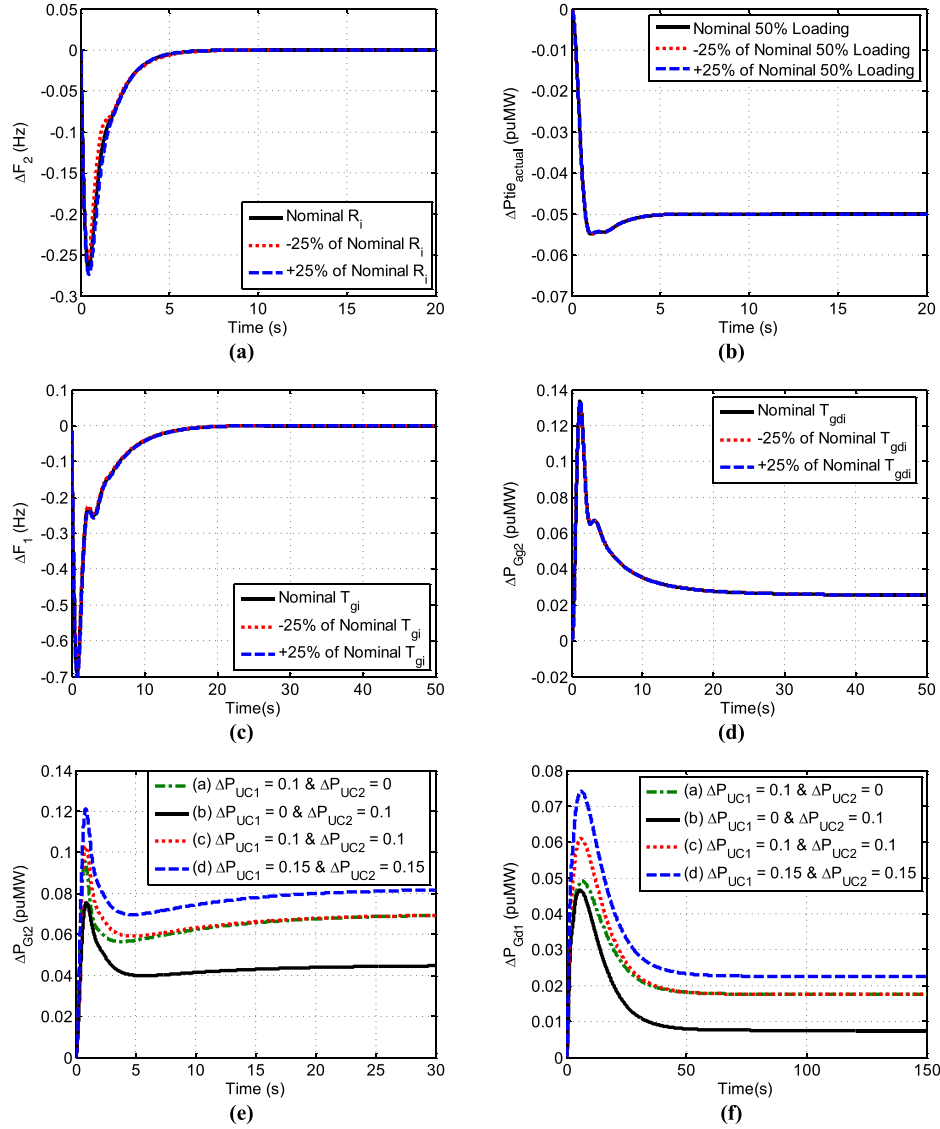 0.05
0
-0.05
-0.1
-0.15
-0.2
-0.25
-0.3
ΔF2 (Hz)
Nominal Ri
-25% of Nominal Ri
+25% of Nominal Ri
0 5 10 15 20
Time (s)
(a)
0
-0.01
-0.02
-0.03
-0.04
-0.05
-0.06
-0.07
ΔPtieactual (puMW)
Nominal 50% Loading
-25% of Nominal 50% Loading
+25% of Nominal 50% Loading
0 5 10 15 20
Time (s)
(b)
0.1
0
-0.1
-0.2
-0.3
-0.4
-0.5
-0.6
-0.7
ΔF1 (Hz)
Nominal Tgi
-25% of Nominal Tgi
+25% of Nominal Tgi
0 10 20 30 40 50
Time(s)
(c)
0.14
0.12
0.10
0.08
0.06
0.04
0.02
0
-0.02
ΔPGg2 (puMW)
Nominal Tgdi
-25% of Nominal Tgdi
+25% of Nominal Tgdi
0 10 20 30 40 50
Time(s)
(d)
0.14
0.12
0.10
0.08
0.06
0.04
0.02
0
ΔPGt2 (puMW)
(a) ΔPUC1 = 0.1 & ΔPUC2 = 0
(b) ΔPUC1 = 0 & ΔPUC2 = 0.1
(c) ΔPUC1 = 0.1 & ΔPUC2 = 0.1
(d) ΔPUC1 = 0.15 & ΔPUC2 = 0.15
0 5 10 15 20 25 30
Time (s)
(e)
0.08
0.07
0.06
0.05
0.04
0.03
0.02
0.01
0
ΔPGd1 (puMW)
(a) ΔPUC1 = 0.1 & ΔPUC2 = 0
(b) ΔPUC1 = 0 & ΔPUC2 = 0.1
(c) ΔPUC1 = 0.1 & ΔPUC2 = 0.1
(d) ΔPUC1 = 0.15 & ΔPUC2 = 0.15
0 50 100 150
Time(s)
(f)